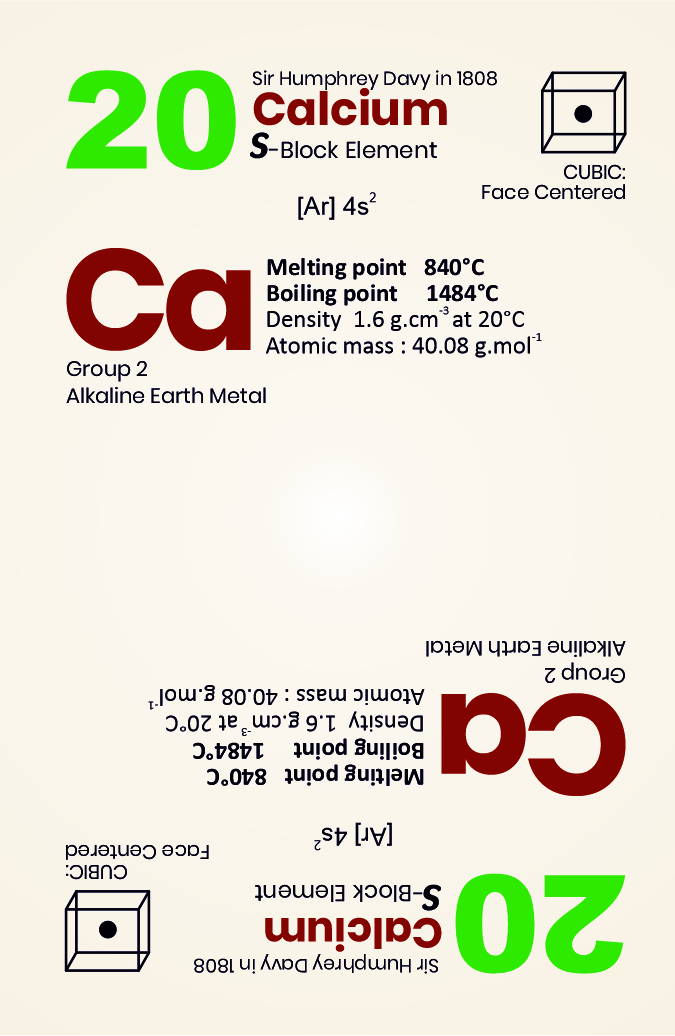 20
Sir Humphrey Davy in 1808
Calcium
S-Block Element
CUBIC:
Face Centered
[Ar] 4s²
Ca
Melting point 840°C
Boiling point 1484°C
Density 1.6 g.cm⁻³ at 20°C
Atomic mass : 40.08 g.mol⁻¹
Group 2
Alkaline Earth Metal
20
Sir Humphrey Davy in 1808
Calcium
S-Block Element
CUBIC:
Face Centered
[Ar] 4s²
Ca
Melting point 840°C
Boiling point 1484°C
Density 1.6 g.cm⁻³ at 20°C
Atomic mass : 40.08 g.mol⁻¹
Group 2
Alkaline Earth Metal